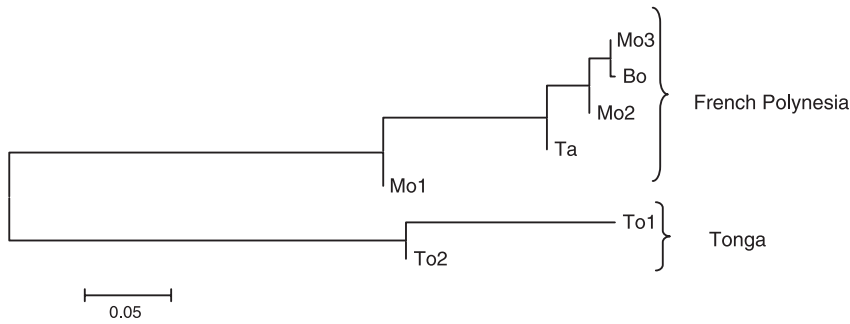 Mo3
Bo
Mo2
French Polynesia
Ta
Mo1
To1
Tonga
To2
0.05